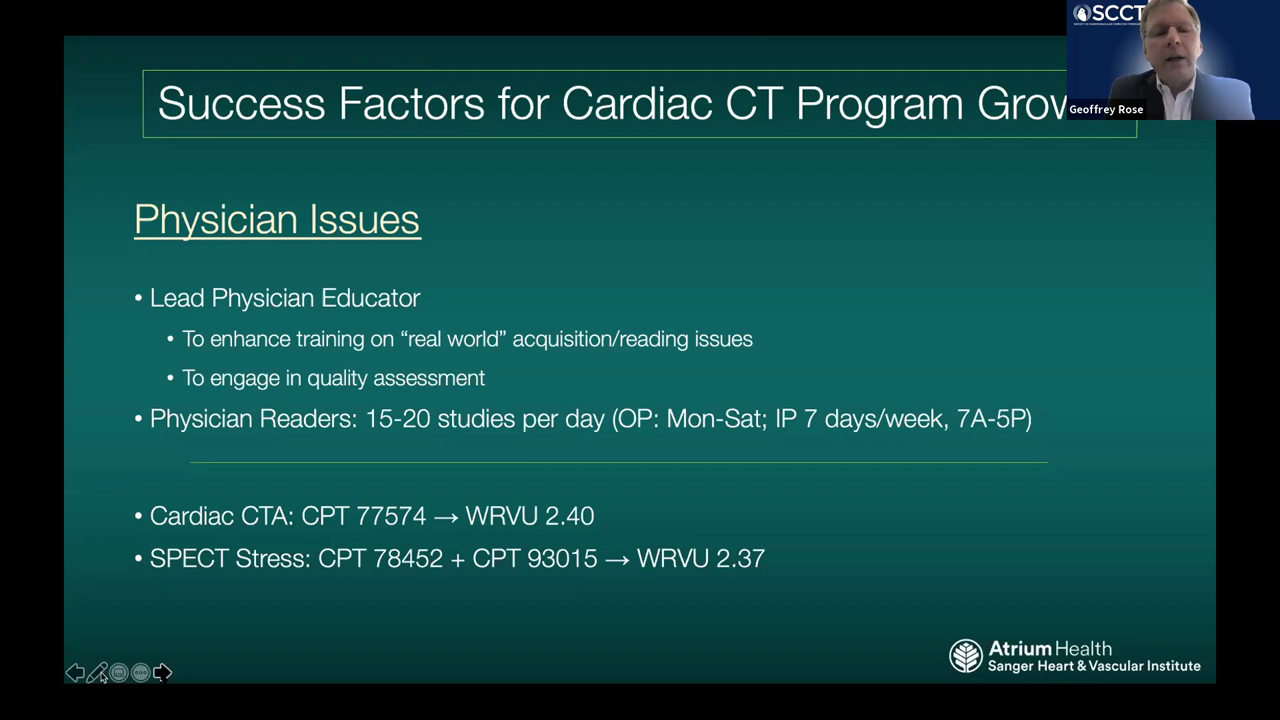 SCCT
Geoffrey Rose
Success Factors for Cardiac CT Program Grow
Physician Issues
• Lead Physician Educator
• To enhance training on “real world” acquisition/reading issues
• To engage in quality assessment
• Physician Readers: 15-20 studies per day (OP: Mon-Sat; IP 7 days/week, 7A-5P)
• Cardiac CTA: CPT 77574 → WRVU 2.40
• SPECT Stress: CPT 78452 + CPT 93015 → WRVU 2.37
Atrium Health
Sanger Heart & Vascular Institute